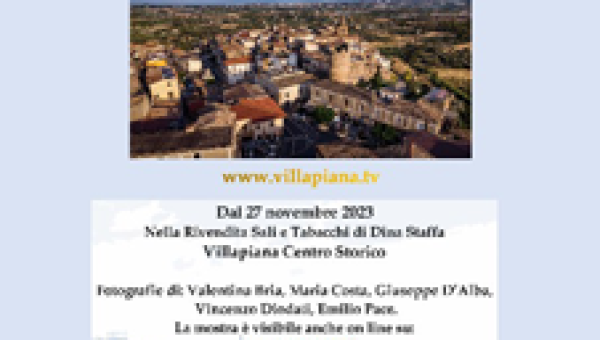 www.villapiana.tv
Dal 27 novembre 2023
Nella Rivendita Sali e Tabacchi di Dina Staffa
Villapiana Centro Storico
Fotografie di: Valentina Bria, Maria Costa, Giuseppe D'Alba,
Vincenzo Diodati, Emilio Pace.
La mostra è visibile anche on line su: